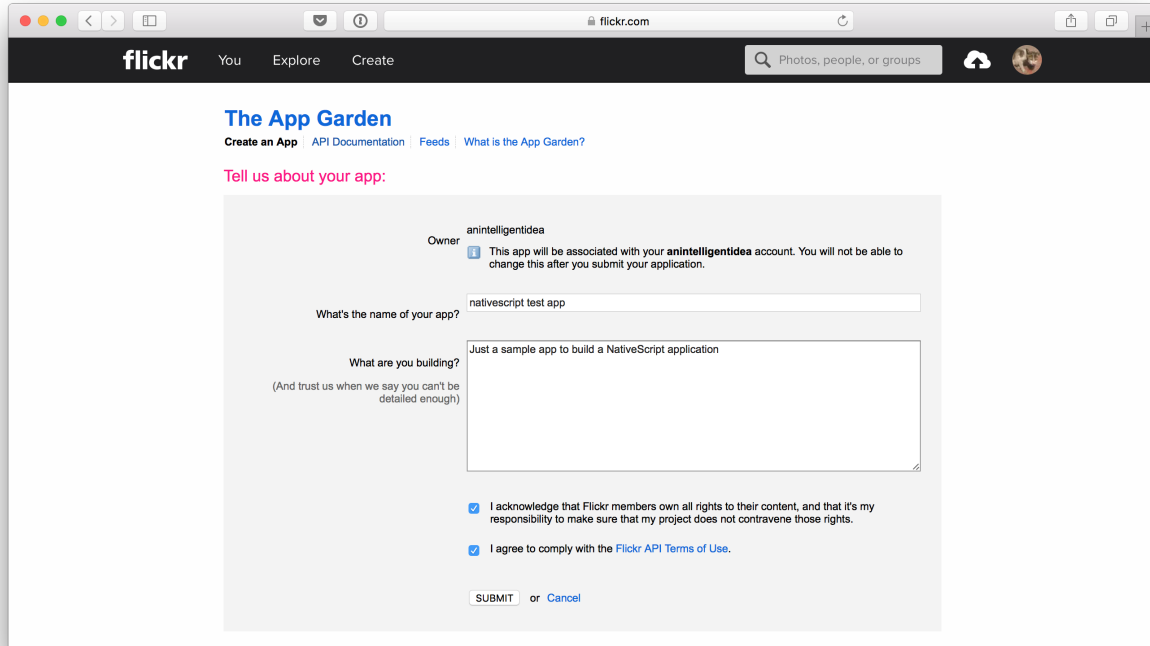 flickr.com
flickr You Explore Create Photos, people, or groups
The App Garden
Create an App API Documentation Feeds What is the App Garden?
Tell us about your app:
Owner
anintelligentidea
This app will be associated with your anintelligentidea account. You will not be able to
change this after you submit your application.
What's the name of your app?
nativescript test app
What are you building?
(And trust us when we say you can't be
detailed enough)
Just a sample app to build a NativeScript application
I acknowledge that Flickr members own all rights to their content, and that it's my
responsibility to make sure that my project does not contravene those rights.
I agree to comply with the Flickr API Terms of Use.
SUBMIT or Cancel